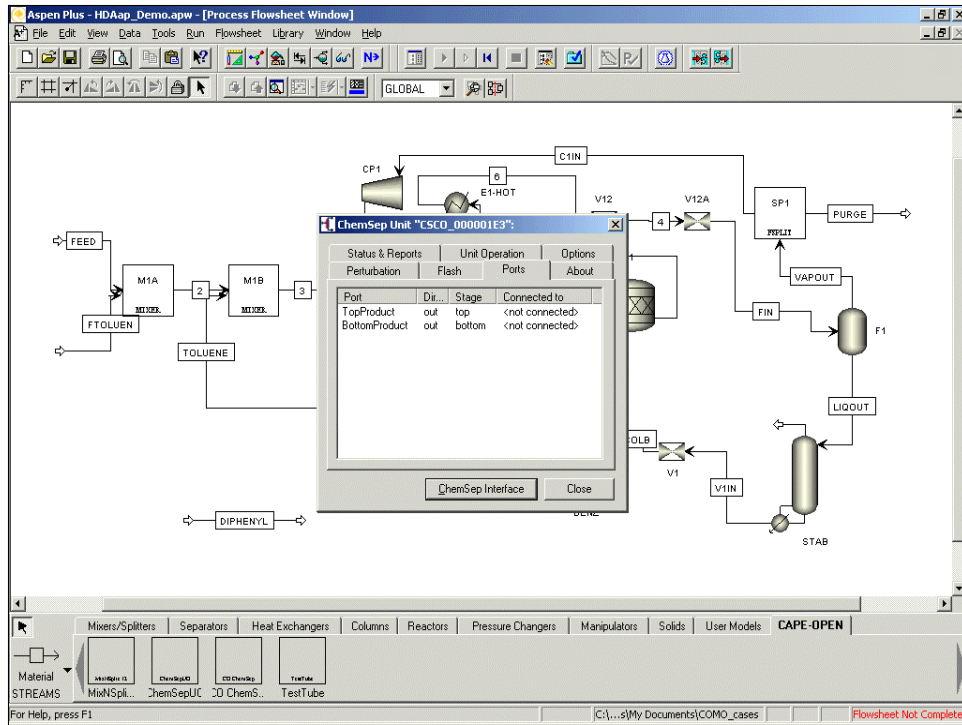 Aspen Plus - HDAap_Demo.apw - [Process Flowsheet Window]
File Edit View Data Tools Run Flowsheet Library Window Help
N>
GLOBAL
C1IN
CP1
6
E1-HOT
V12
4
V12A
SP1
FSPLIT
PURGE
FEED
M1A
MIXER
2
M1B
MIXER
3
FTOLUEN
TOLUENE
VAPOUT
FIN
F1
LIQOUT
V1
V1IN
STAB
DIPHENYL
ChemSep Unit "CSCO_000001E3":
Status & Reports Unit Operation Options
Perturbation Flash Ports About
Port Dir... Stage Connected to
TopProduct out top <not connected>
BottomProduct out bottom <not connected>
ChemSep Interface Close
Mixers/Splitters Separators Heat Exchangers Columns Reactors Pressure Changers Manipulators Solids User Models CAPE-OPEN
Material
STREAMS
MixNSpli... ChemSepUO CO ChemS... TestTube
For Help, press F1 C:\...s\My Documents\COMO_cases Flowsheet Not Complete